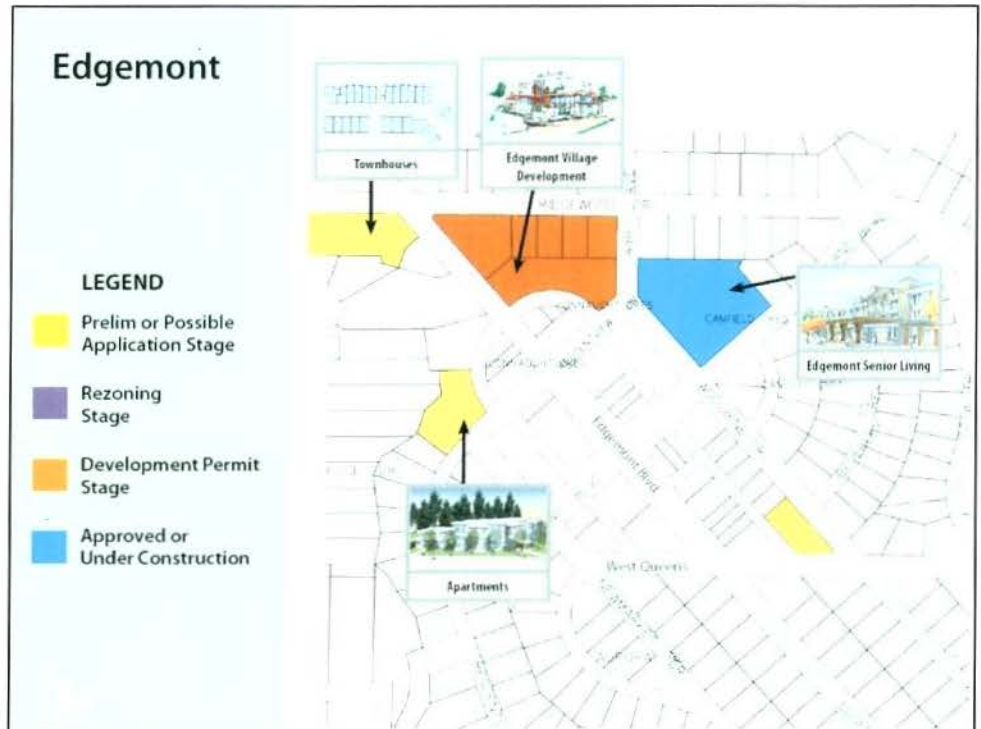 Edgemont
LEGEND
Prelim or Possible
Application Stage
Rezoning
Stage
Development Permit
Stage
Approved or
Under Construction
Townhouses
Edgemont Village
Development
Edgemont Senior Living
Apartments
Edgemount Blvd
West Queens